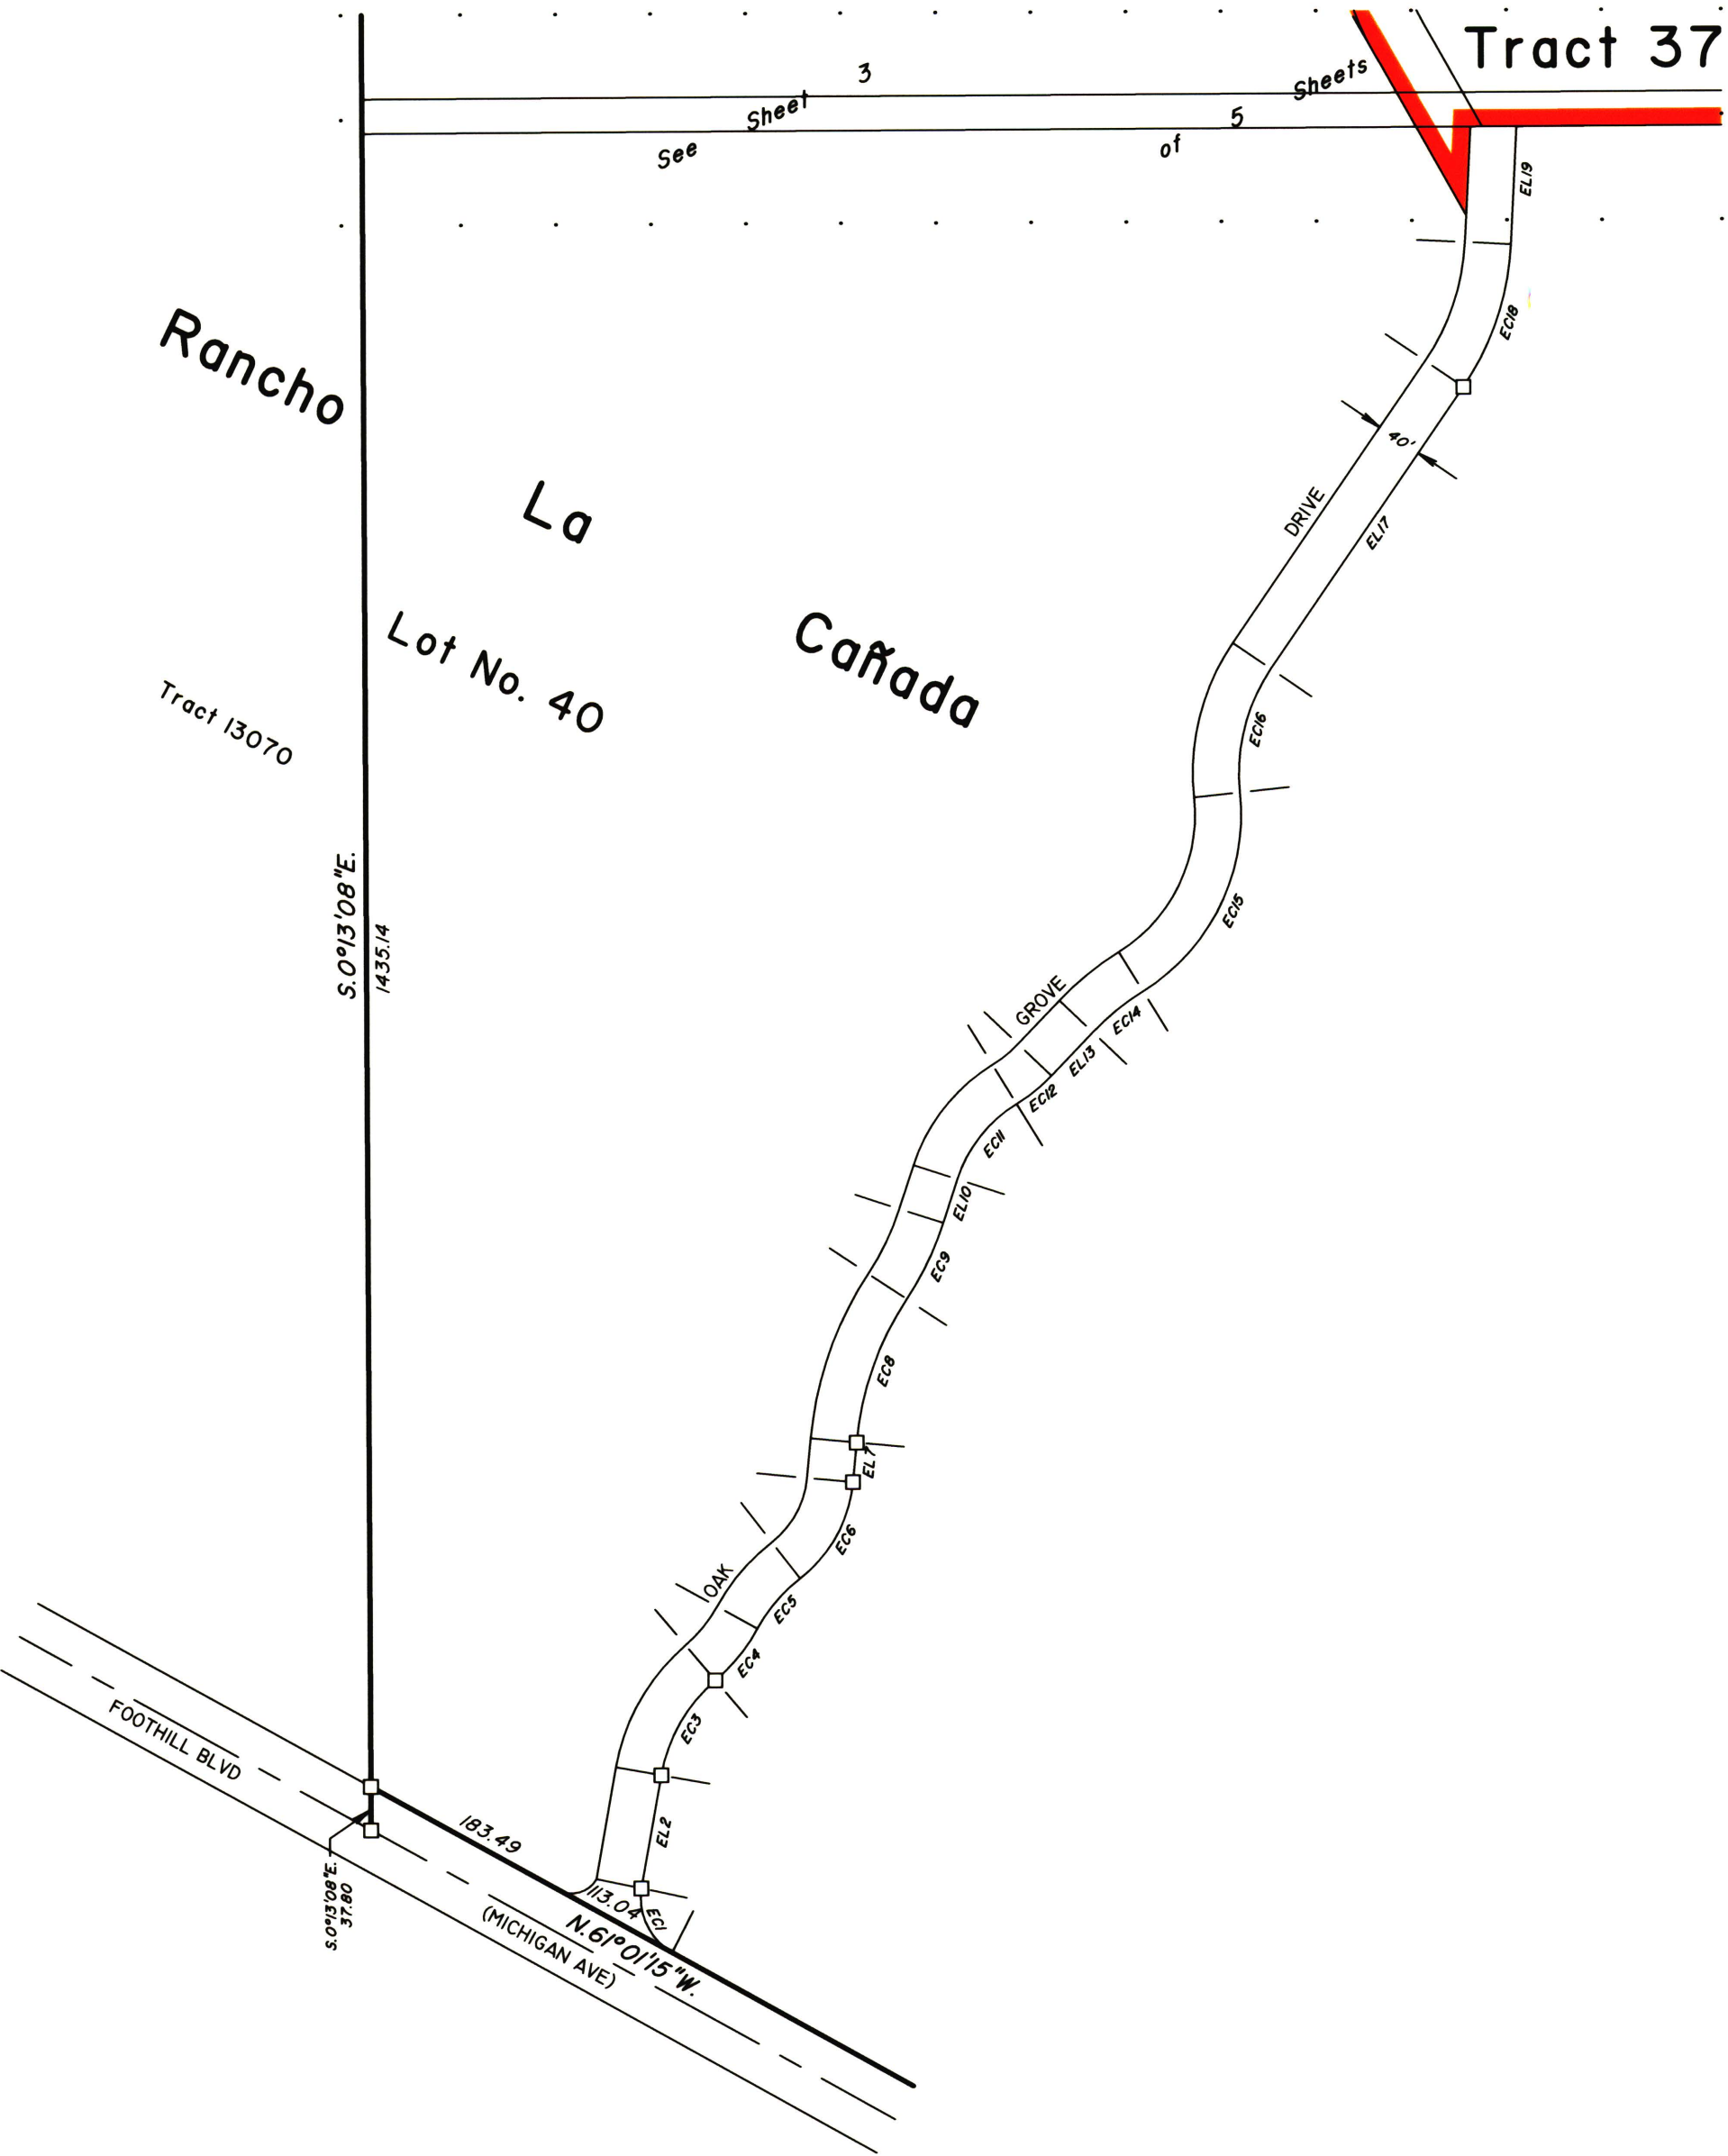 Tract 37
3
Sheet
Sheets
5
See
of
EL19
EC18
Rancho
40'
La
DRIVE
EL17
Cañada
Lot No. 40
Tract 13070
EC16
S.0°13'08"E.
1435.14
EC15
GROVE
EC14
EL13
EC12
EC11
EL10
EC9
EC8
EL7
EC6
OAK
EC5
EC4
EC3
FOOTHILL BLVD
183.49
EL2
S.0°13'08"E.
37.80
113.04
EC1
N.61°01'15"W.
(MICHIGAN AVE)